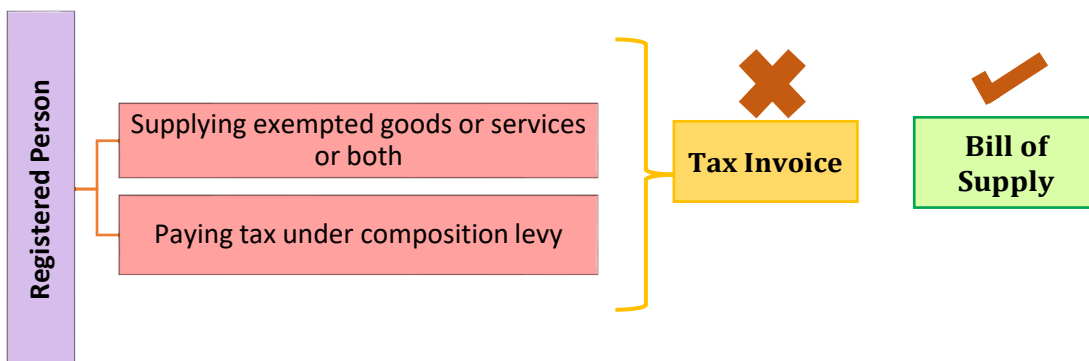 Registered Person
Supplying exempted goods or services
or both
Paying tax under composition levy
Tax Invoice
Bill of
Supply